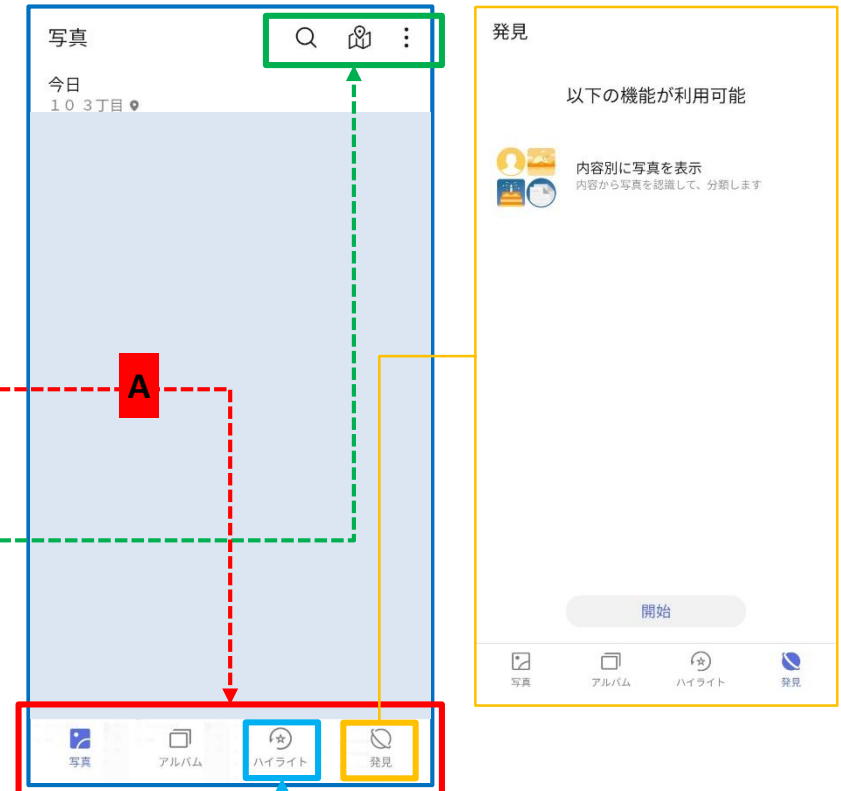 写真
今日
１０ 3丁目
A
写真
アルバム
ハイライト
発見
発見
以下の機能が利用可能
内容別に写真を表示
内容から写真を認識して、分類します
開始
写真
アルバム
ハイライト
発見